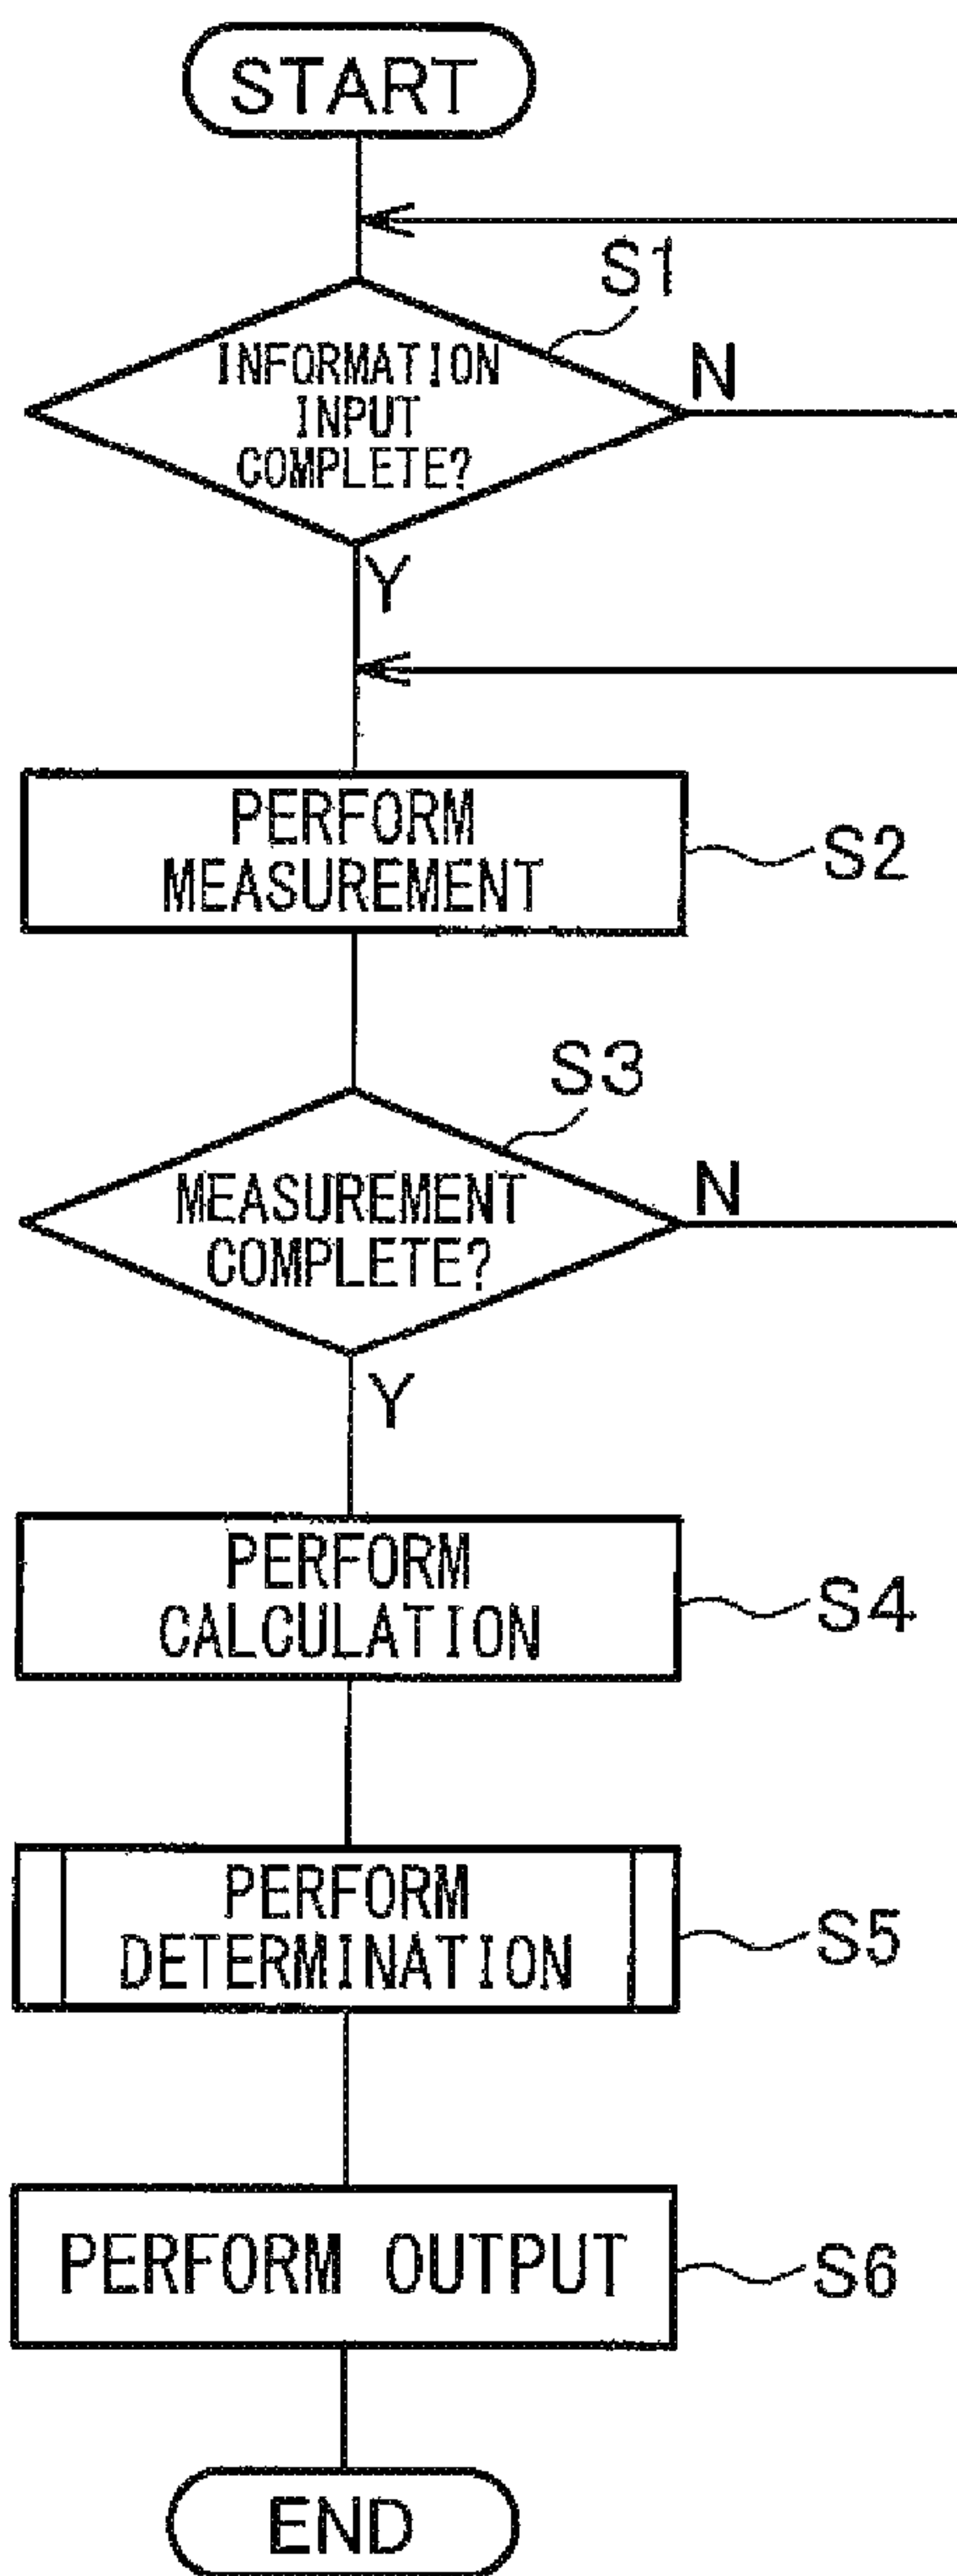 START
S1
INFORMATION
INPUT
COMPLETE?
N
Y
PERFORM
MEASUREMENT
S2
S3
MEASUREMENT
COMPLETE?
N
Y
PERFORM
CALCULATION
S4
PERFORM
DETERMINATION
S5
PERFORM OUTPUT
S6
END